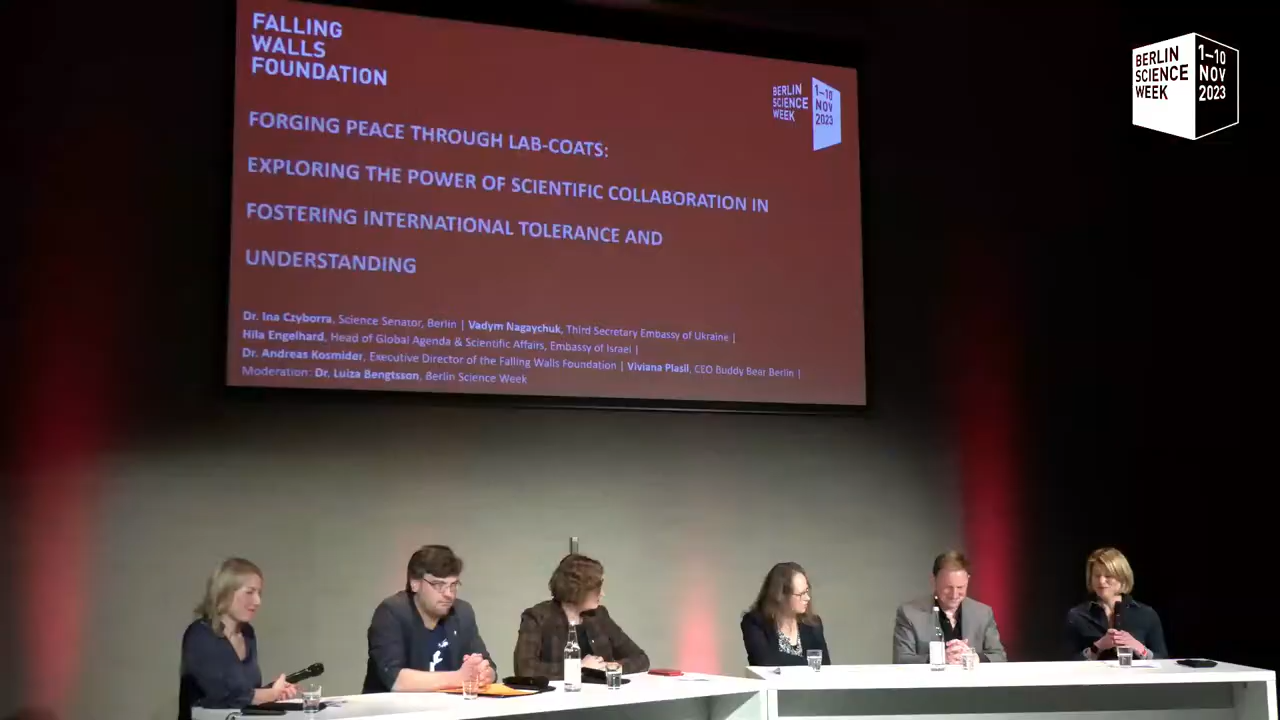 FALLING
WALLS
FOUNDATION
BERLIN
SCIENCE
WEEK
1–10
NOV
2023
FORGING PEACE THROUGH LAB-COATS:
EXPLORING THE POWER OF SCIENTIFIC COLLABORATION IN
FOSTERING INTERNATIONAL TOLERANCE AND
UNDERSTANDING
Dr. Ina Czyborra, Science Senator, Berlin | Vadym Nagaychuk, Third Secretary Embassy of Ukraine |
Hila Engelhard, Head of Global Agenda & Scientific Affairs, Embassy of Israel |
Dr. Andreas Kosmider, Executive Director of the Falling Walls Foundation | Viviana Plasil, CEO Buddy Bear Berlin |
Moderation: Dr. Luiza Bengtsson, Berlin Science Week
BERLIN
SCIENCE
WEEK
1–10
NOV
2023